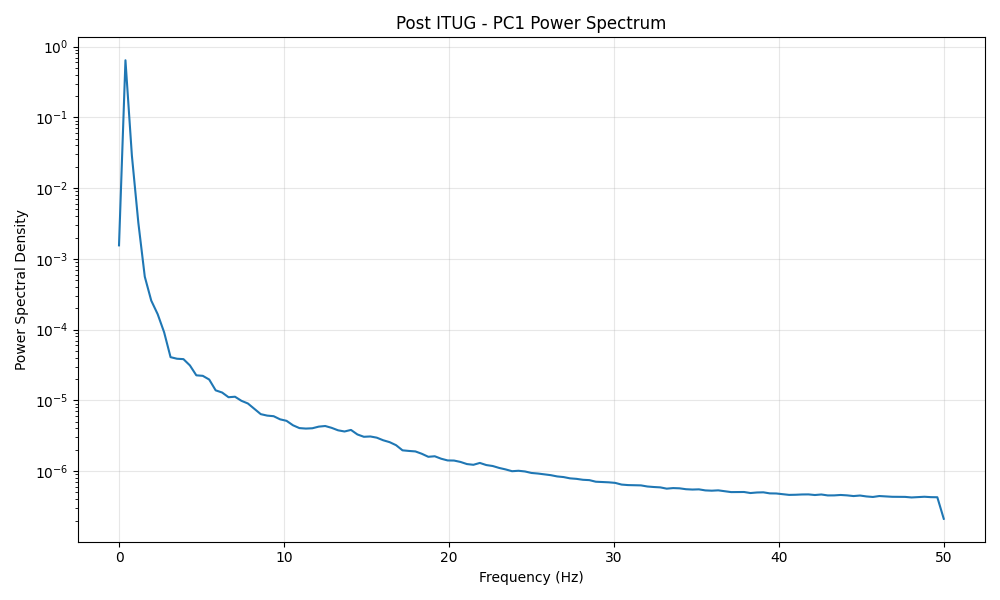 Post ITUG - PC1 Power Spectrum
10⁰
10⁻¹
10⁻²
10⁻³
10⁻⁴
10⁻⁵
10⁻⁶
Power Spectral Density
0 10 20 30 40 50
Frequency (Hz)